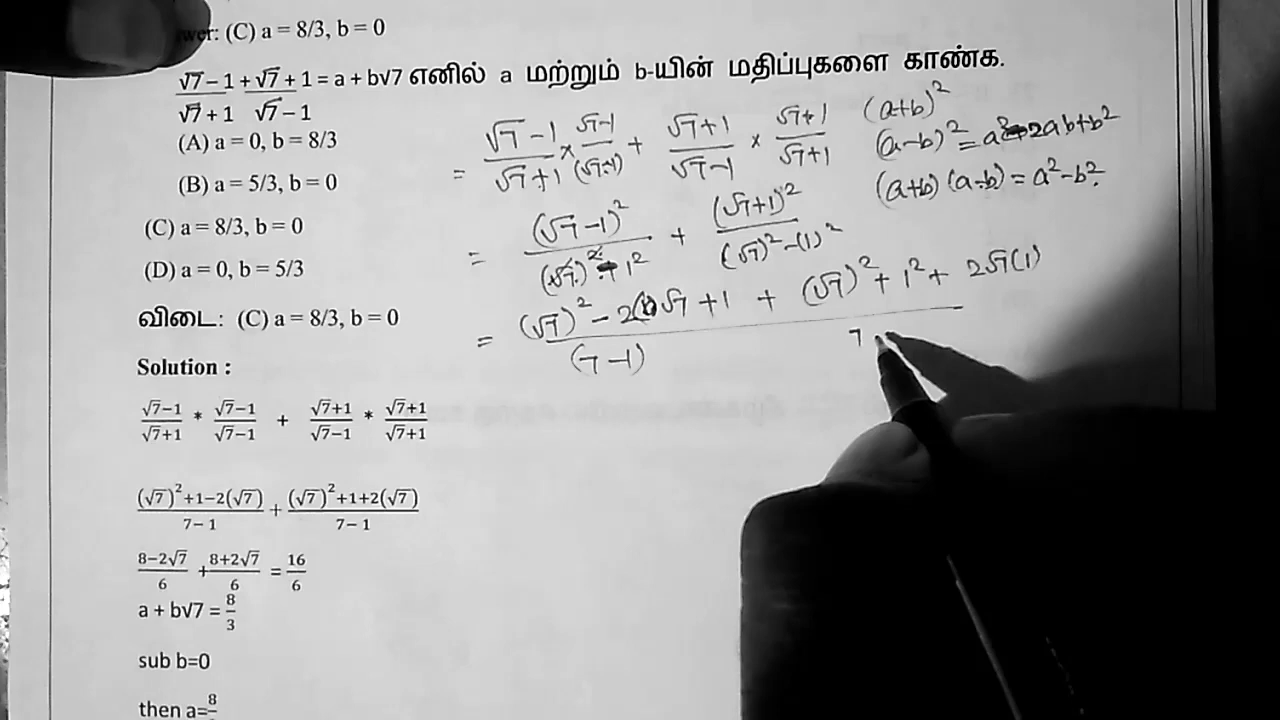 wer: (C) a = 8/3, b = 0
√7 – 1 + √7 + 1 = a + b√7 எனில் a மற்றும் b-யின் மதிப்புகளை காண்க.
√7 + 1 √7 – 1
(A) a = 0, b = 8/3
(B) a = 5/3, b = 0
(C) a = 8/3, b = 0
(D) a = 0, b = 5/3
விடை: (C) a = 8/3, b = 0
Solution :
(√7−1)/(√7+1) * (√7−1)/(√7−1) + (√7+1)/(√7−1) * (√7+1)/(√7+1)
((√7)²+1−2(√7))/(7−1) + ((√7)²+1+2(√7))/(7−1)
(8−2√7)/6 + (8+2√7)/6 = 16/6
a + b√7 = 8/3
sub b=0
then a= 8
= (√7−1)/(√7+1) × (√7−1)/(√7−1) + (√7+1)/(√7−1) × (√7+1)/(√7+1)
= (√7−1)²/((√7)²−1²) + (√7+1)²/((√7)²−(1)²)
= (√7)² − 2(1)√7 + 1 + (√7)² + 1² + 2√7(1)
(7−1) 7
(a+b)²
(a−b)² = a²−2ab+b²
(a+b)(a−b) = a²−b².